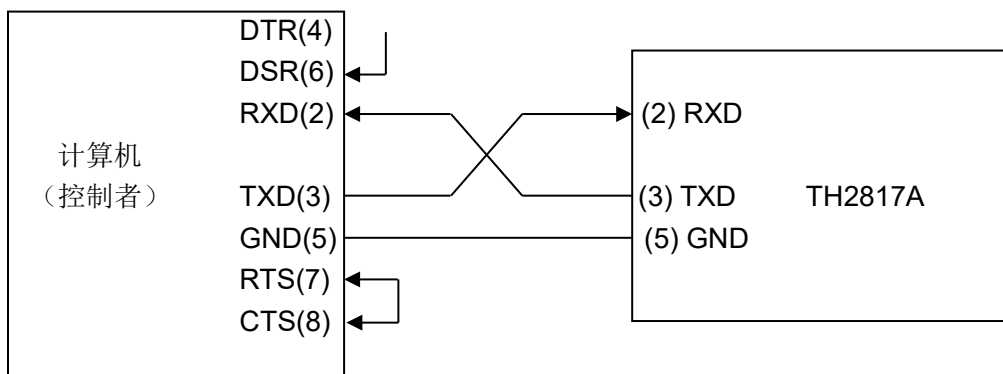 DTR(4)
DSR(6)
RXD(2)
计算机
（控制者）
TXD(3)
GND(5)
RTS(7)
CTS(8)
(2) RXD
(3) TXD
TH2817A
(5) GND